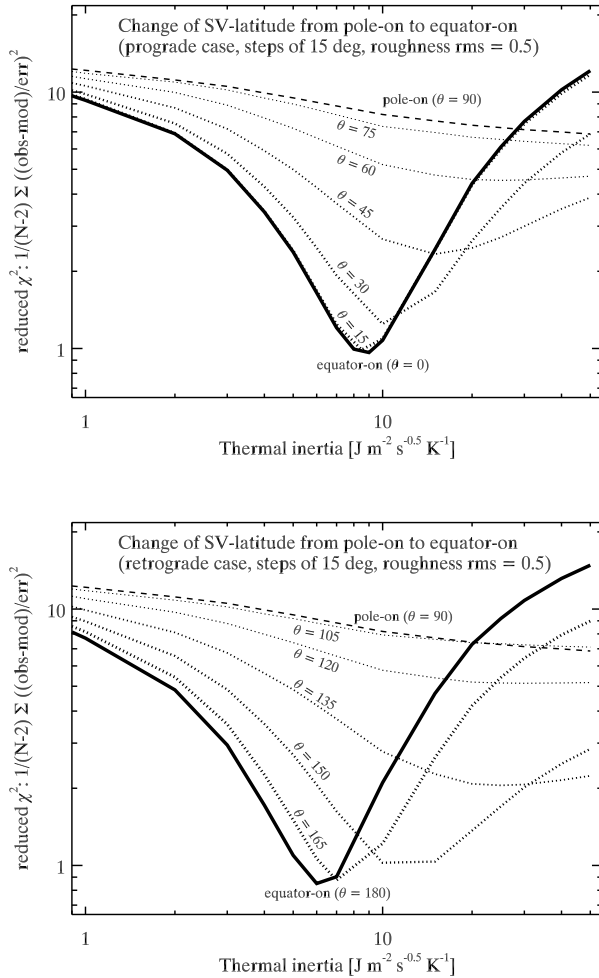 Change of SV-latitude from pole-on to equator-on
(prograde case, steps of 15 deg, roughness rms = 0.5)
10
pole-on (θ = 90)
θ = 75
θ = 60
θ = 45
θ = 30
θ = 15
1
equator-on (θ = 0)
reduced χ²: 1/(N-2) Σ ((obs-mod)/err)²
1
10
Thermal inertia [J m⁻² s⁻⁰·⁵ K⁻¹]
Change of SV-latitude from pole-on to equator-on
(retrograde case, steps of 15 deg, roughness rms = 0.5)
10
pole-on (θ = 90)
θ = 105
θ = 120
θ = 135
θ = 150
θ = 165
1
equator-on (θ = 180)
reduced χ²: 1/(N-2) Σ ((obs-mod)/err)²
1
10
Thermal inertia [J m⁻² s⁻⁰·⁵ K⁻¹]